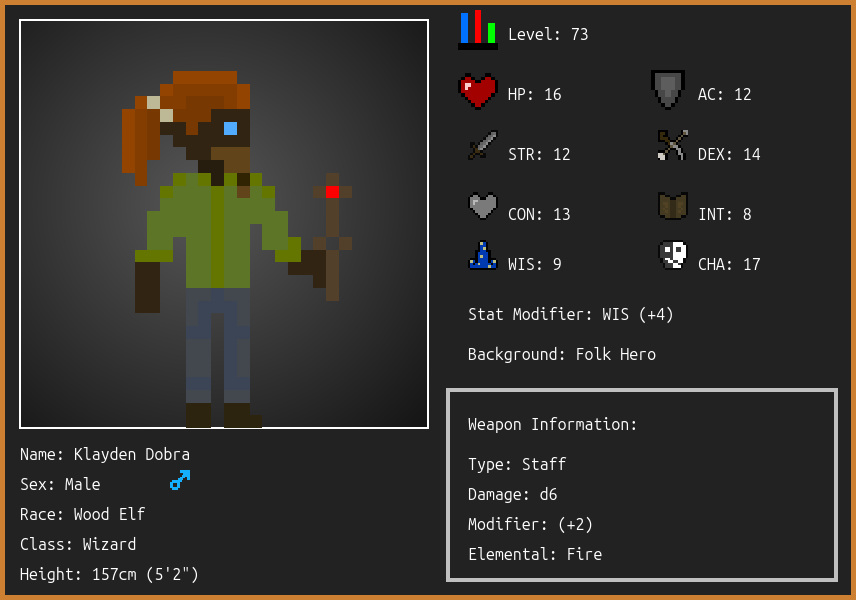 Level: 73
HP: 16
AC: 12
STR: 12
DEX: 14
CON: 13
INT: 8
WIS: 9
CHA: 17
Stat Modifier: WIS (+4)
Background: Folk Hero
Weapon Information:
Type: Staff
Damage: d6
Modifier: (+2)
Elemental: Fire
Name: Klayden Dobra
Sex: Male
Race: Wood Elf
Class: Wizard
Height: 157cm (5'2")